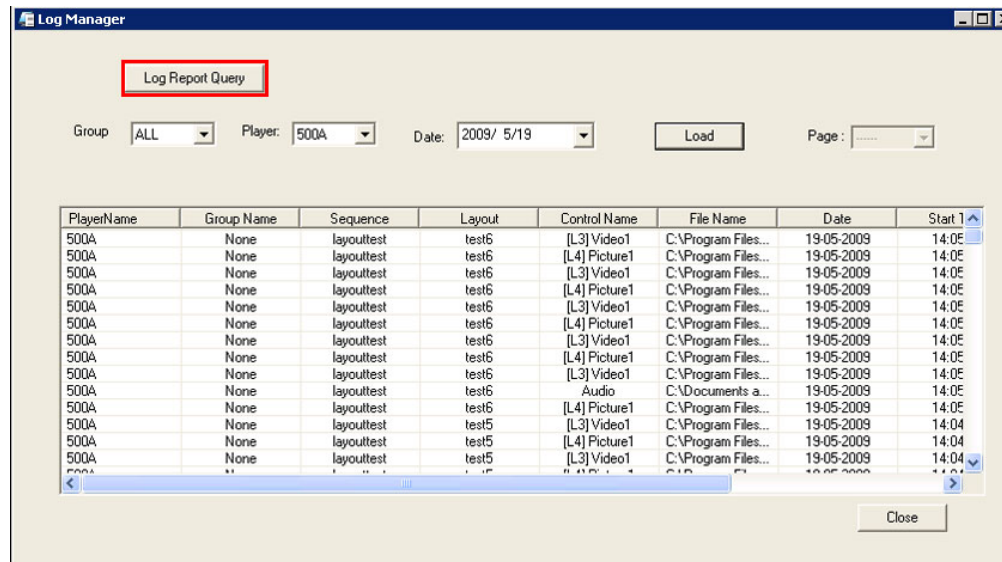 Log Manager
Log Report Query
Group ALL Player: 500A Date: 2009/ 5/19 Load Page : ......
PlayerName Group Name Sequence Layout Control Name File Name Date Start
500A None layouttest test6 [L3] Video1 C:\Program Files... 19-05-2009 14:05
500A None layouttest test6 [L4] Picture1 C:\Program Files... 19-05-2009 14:05
500A None layouttest test6 [L3] Video1 C:\Program Files... 19-05-2009 14:05
500A None layouttest test6 [L4] Picture1 C:\Program Files... 19-05-2009 14:05
500A None layouttest test6 [L3] Video1 C:\Program Files... 19-05-2009 14:05
500A None layouttest test6 [L4] Picture1 C:\Program Files... 19-05-2009 14:05
500A None layouttest test6 [L3] Video1 C:\Program Files... 19-05-2009 14:05
500A None layouttest test6 [L4] Picture1 C:\Program Files... 19-05-2009 14:05
500A None layouttest test6 [L3] Video1 C:\Program Files... 19-05-2009 14:05
500A None layouttest test6 Audio C:\Documents a... 19-05-2009 14:05
500A None layouttest test6 [L4] Picture1 C:\Program Files... 19-05-2009 14:05
500A None layouttest test5 [L3] Video1 C:\Program Files... 19-05-2009 14:04
500A None layouttest test5 [L4] Picture1 C:\Program Files... 19-05-2009 14:04
500A None layouttest test5 [L3] Video1 C:\Program Files... 19-05-2009 14:04
Close